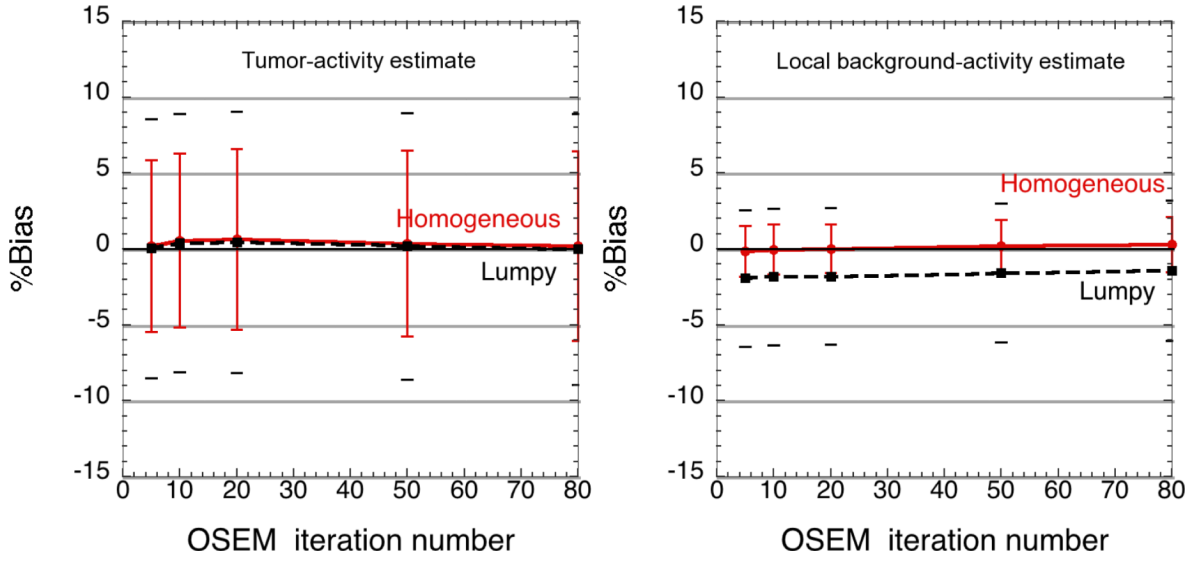 Tumor-activity estimate
15
10
5
0
-5
-10
-15
%Bias
Homogeneous
Lumpy
0 10 20 30 40 50 60 70 80
OSEM iteration number
Local background-activity estimate
15
10
5
0
-5
-10
-15
%Bias
Homogeneous
Lumpy
0 10 20 30 40 50 60 70 80
OSEM iteration number